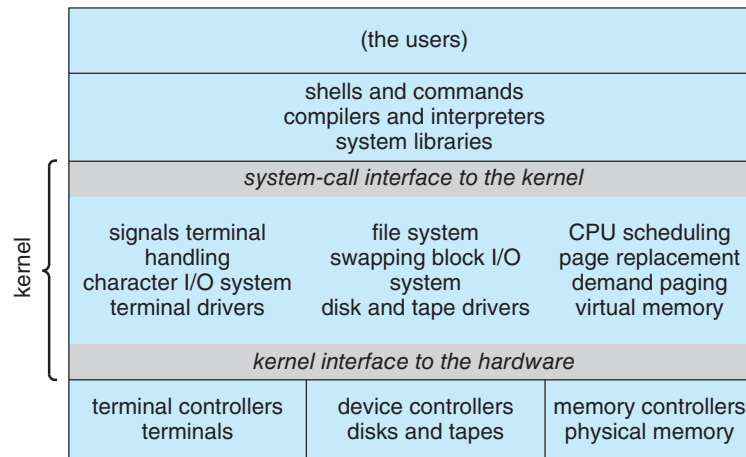 (the users)
shells and commands
compilers and interpreters
system libraries
kernel
system-call interface to the kernel
signals terminal
handling
character I/O system
terminal drivers
file system
swapping block I/O
system
disk and tape drivers
CPU scheduling
page replacement
demand paging
virtual memory
kernel interface to the hardware
terminal controllers
terminals
device controllers
disks and tapes
memory controllers
physical memory